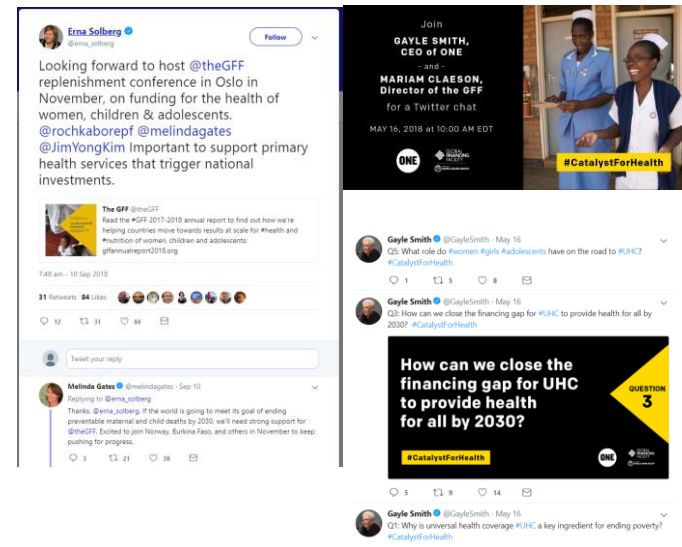 Erna Solberg
@erna_solberg
Follow
Looking forward to host @theGFF
replenishment conference in Oslo in
November, on funding for the health of
women, children & adolescents.
@rochkaborepf @melindagates
@JimYongKim Important to support primary
health services that trigger national
investments.
The GFF @theGFF
Read the #GFF 2017-2018 annual report to find out how we're
helping countries move towards results at scale for #health and
#nutrition of women, children and adolescents:
gffannualreport2018.org
7:48 am - 10 Sep 2018
31 Retweets 84 Likes
12 31 84
Tweet your reply
Melinda Gates @melindagates · Sep 10
Replying to @erna_solberg
Thanks, @erna_solberg. If the world is going to meet its goal of ending
preventable maternal and child deaths by 2030, we'll need strong support for
@theGFF. Excited to join Norway, Burkina Faso, and others in November to keep
pushing for progress.
3 21 38
Join
GAYLE SMITH,
CEO of ONE
- and -
MARIAM CLAESON,
Director of the GFF
for a Twitter chat
MAY 16, 2018 at 10:00 AM EDT
ONE
GLOBAL
FINANCING
FACILITY
#CatalystForHealth
Gayle Smith @GayleSmith · May 16
Q5: What role do #women #girls #adolescents have on the road to #UHC?
#CatalystForHealth
1 5 8
Gayle Smith @GayleSmith · May 16
Q3: How can we close the financing gap for #UHC to provide health for all by
2030? #CatalystForHealth
How can we close the
financing gap for UHC
to provide health
for all by 2030?
QUESTION
3
#CatalystForHealth
ONE
GLOBAL
FINANCING
FACILITY
5 9 14
Gayle Smith @GayleSmith · May 16
Q1: Why is universal health coverage #UHC a key ingredient for ending poverty?
#CatalystForHealth